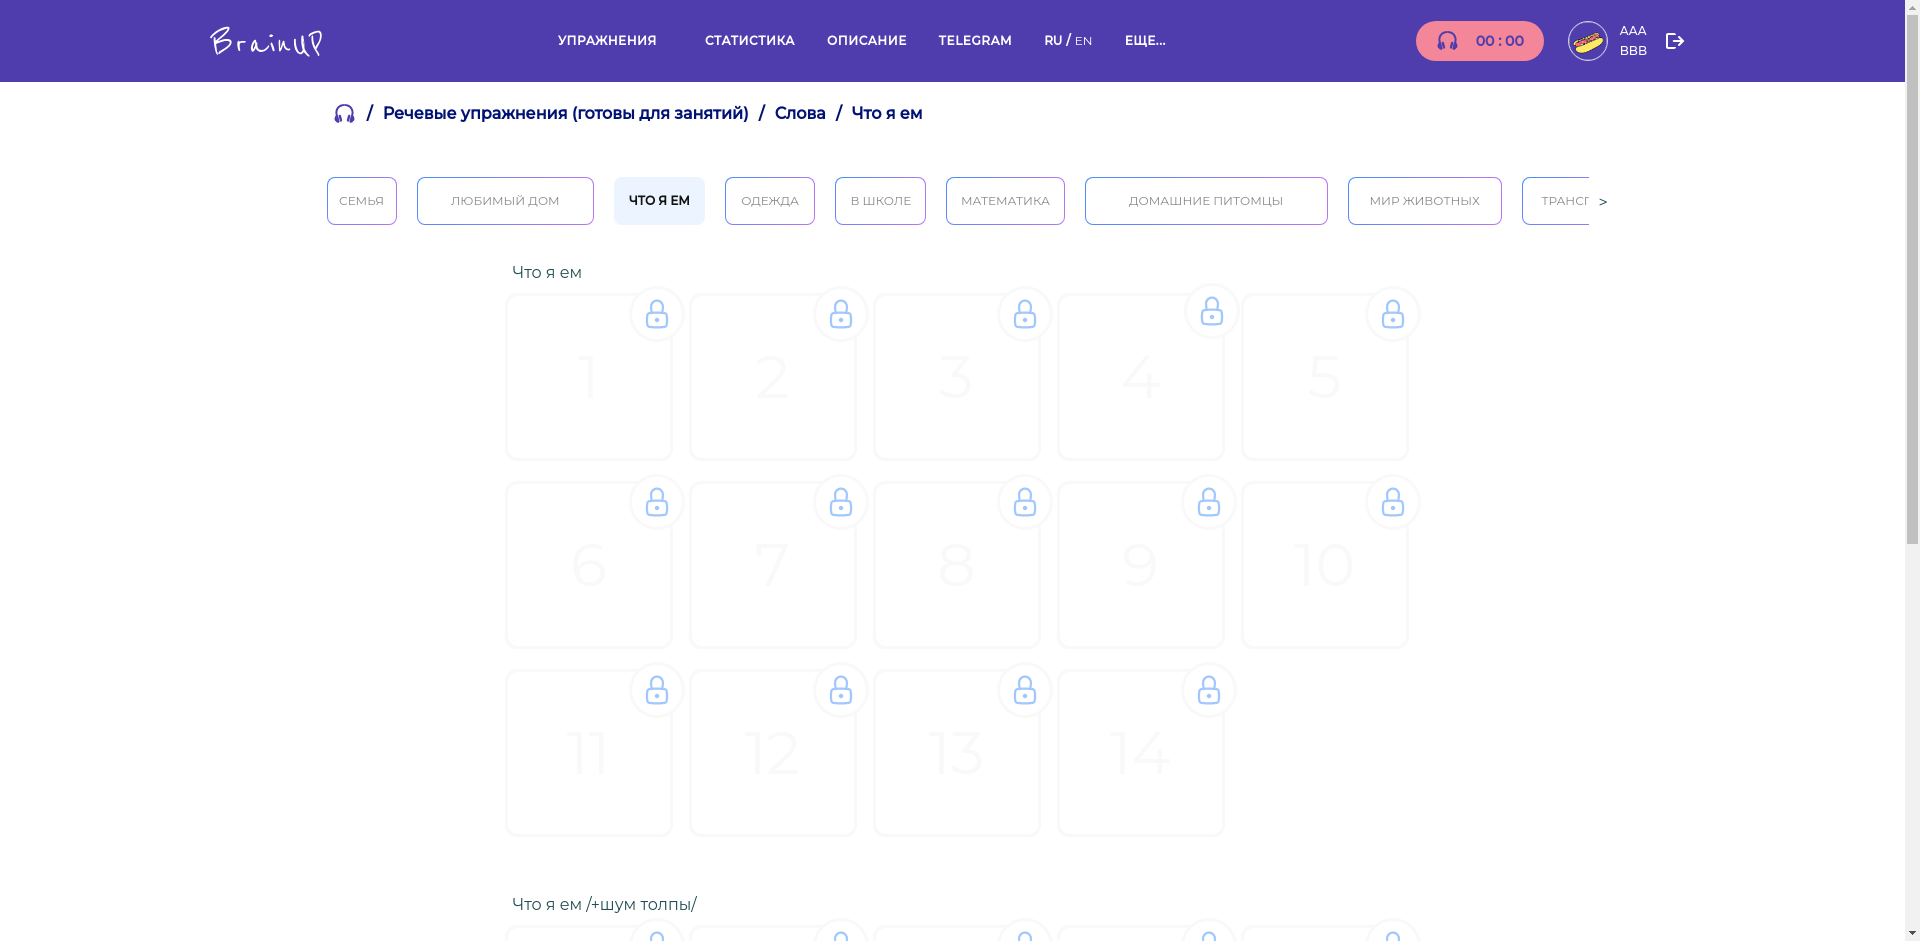 BrainUP УПРАЖНЕНИЯ СТАТИСТИКА ОПИСАНИЕ TELEGRAM RU / EN ЕЩЕ... 00 : 00 AAA
BBB
/ Речевые упражнения (готовы для занятий) / Слова / Что я ем
СЕМЬЯ ЛЮБИМЫЙ ДОМ ЧТО Я ЕМ ОДЕЖДА В ШКОЛЕ МАТЕМАТИКА ДОМАШНИЕ ПИТОМЦЫ МИР ЖИВОТНЫХ >
Что я ем
1 2 3 4 5
6 7 8 9 10
11 12 13 14
Что я ем /+шум толпы/